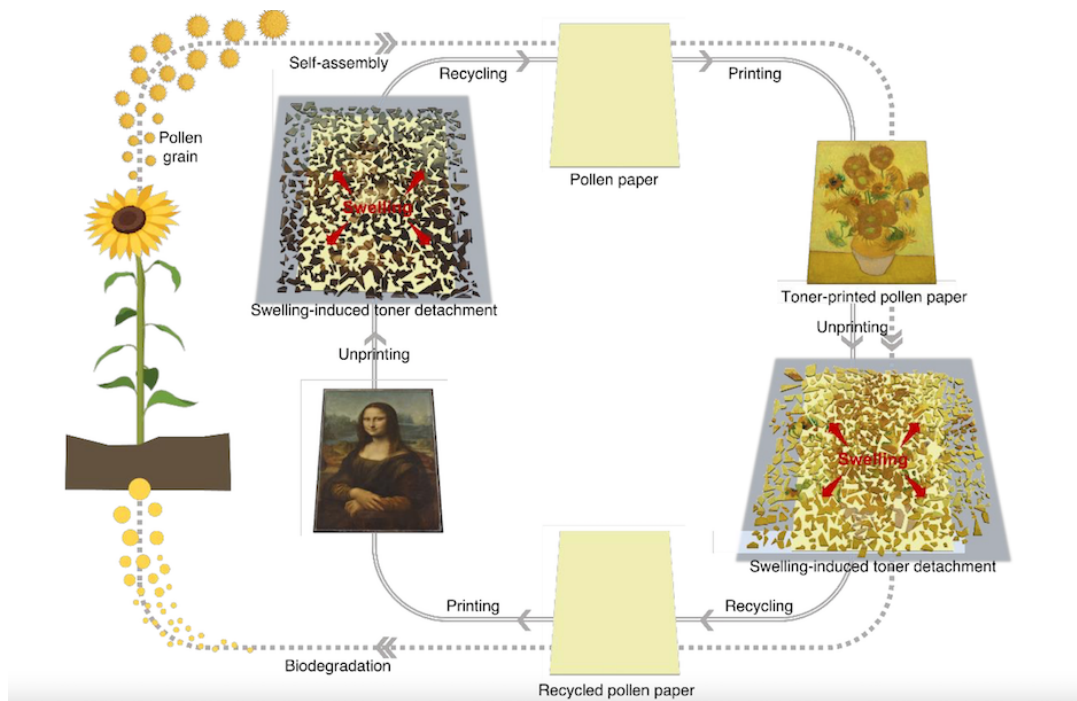 Self-assembly
Recycling
Printing
Pollen
grain
Pollen paper
Swelling
Toner-printed pollen paper
Swelling-induced toner detachment
Unprinting
Unprinting
Swelling
Swelling-induced toner detachment
Printing
Recycling
Biodegradation
Recycled pollen paper